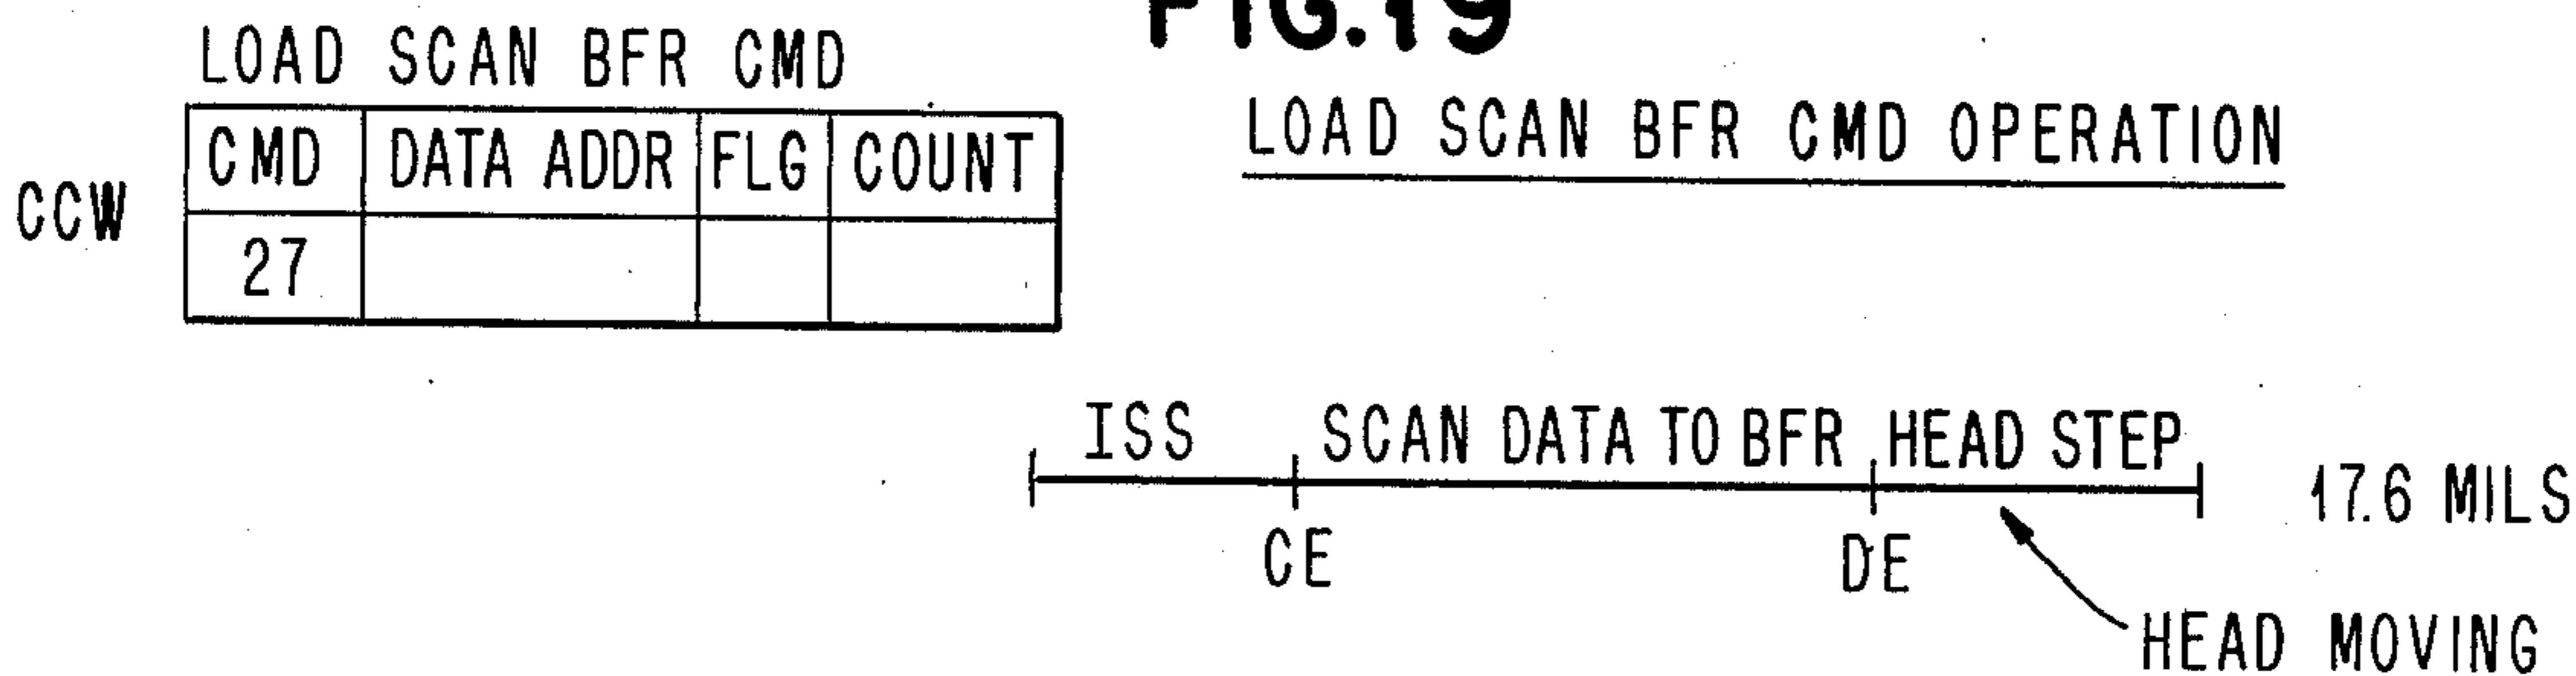 FIG.19
LOAD SCAN BFR CMD
LOAD SCAN BFR CMD OPERATION
CCW
CMD DATA ADDR FLG COUNT
27
ISS SCAN DATA TO BFR HEAD STEP
17.6 MILS
CE DE
HEAD MOVING